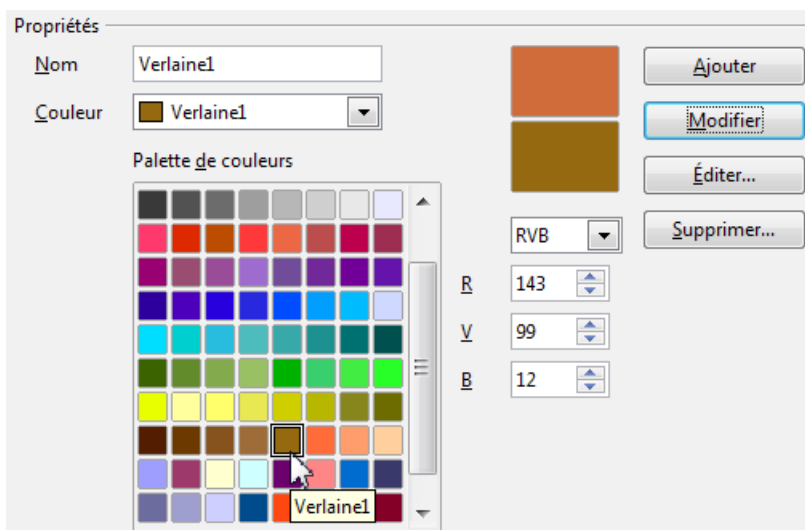 Propriétés
Nom Verlaine1 Ajouter
Couleur Verlaine1 Modifier
Palette de couleurs Éditer...
RVB Supprimer...
R 143
V 99
B 12
Verlaine1